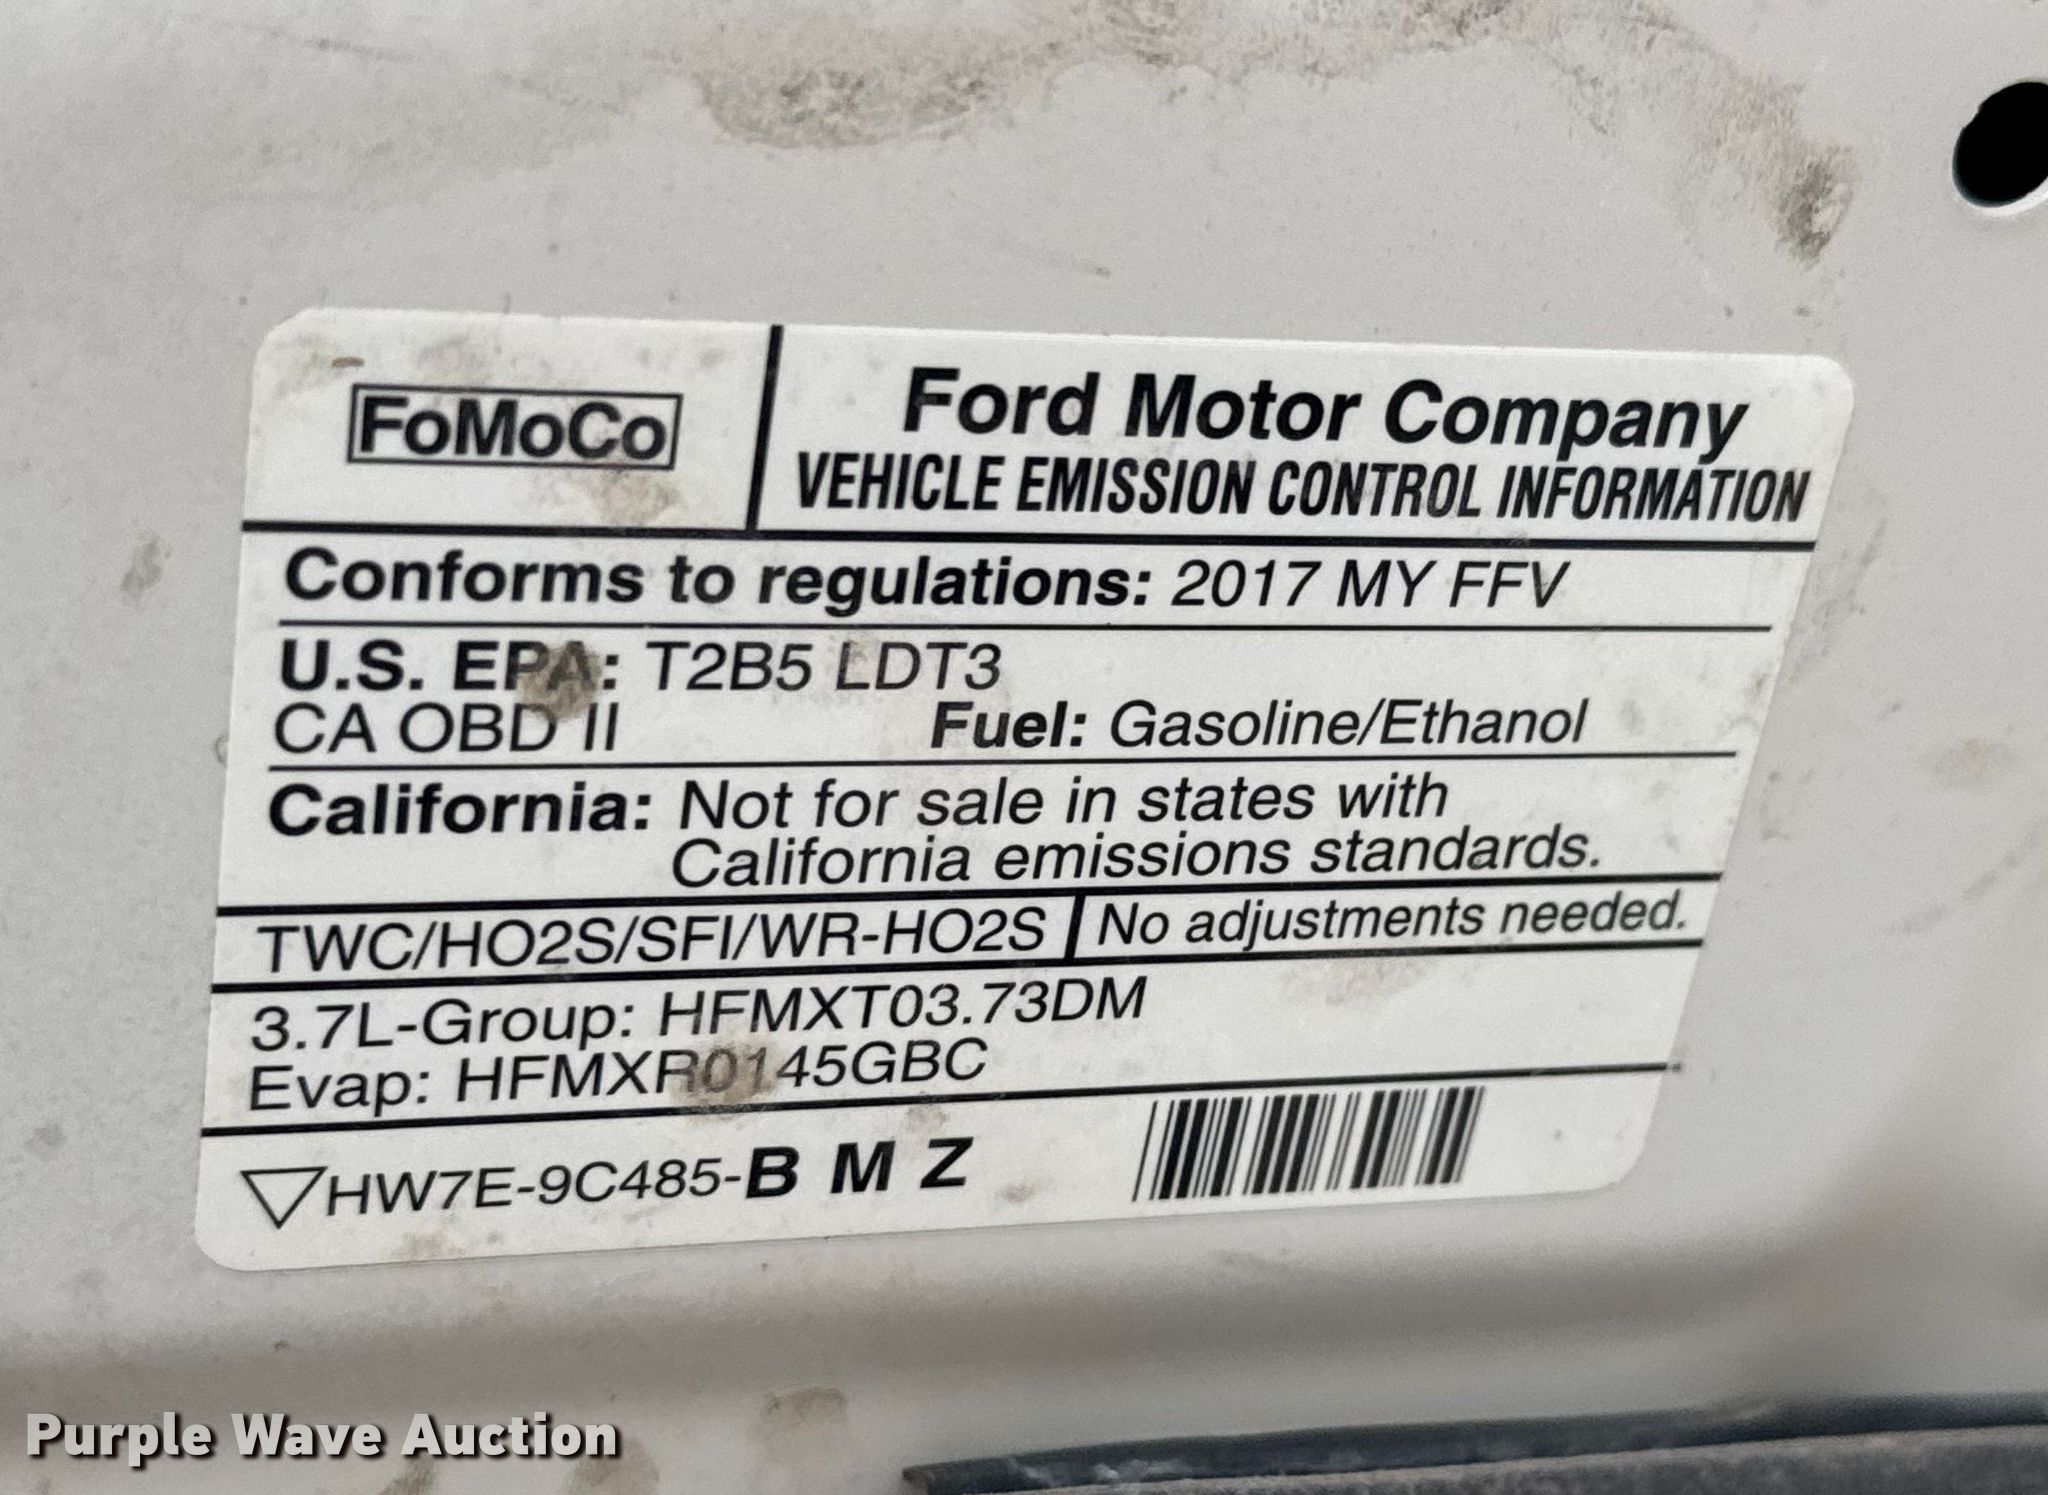 FoMoCo
Ford Motor Company
VEHICLE EMISSION CONTROL INFORMATION
Conforms to regulations: 2017 MY FFV
U.S. EPA: T2B5 LDT3
CA OBD II Fuel: Gasoline/Ethanol
California: Not for sale in states with
California emissions standards.
TWC/HO2S/SFI/WR-HO2S No adjustments needed.
3.7L-Group: HFMXT03.73DM
Evap: HFMXR0145GBC
HW7E-9C485-B M Z
Purple Wave Auction